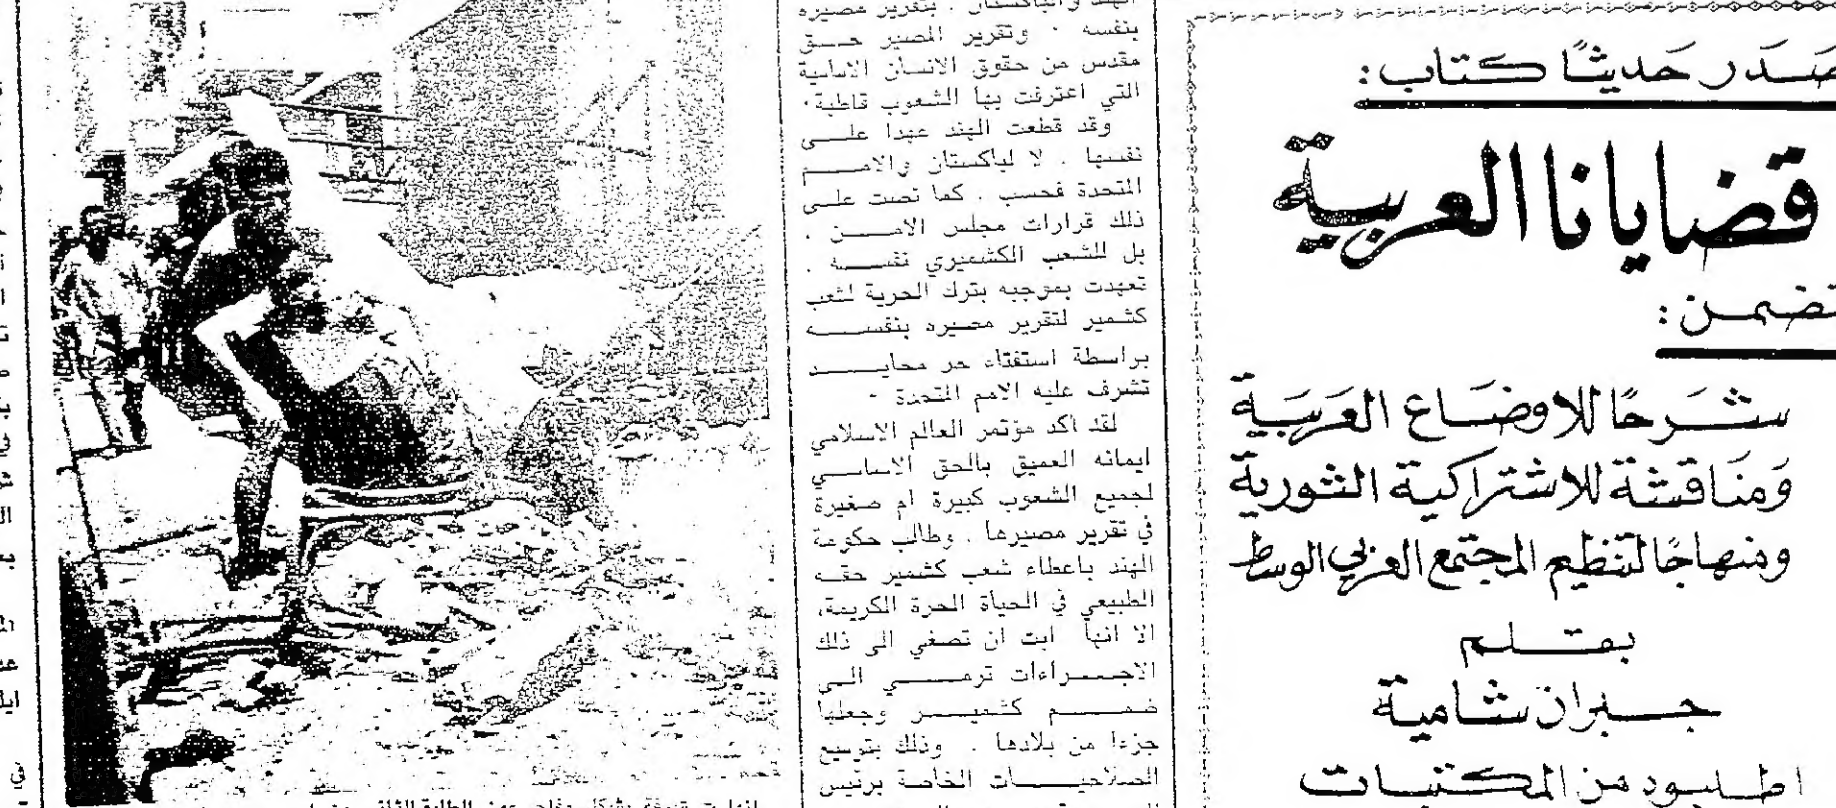 صدر حديثًا كتاب:
قضايانا العربية
تضمن:
شرحًا للاوضاع العربية
ومناقشة للاشتراكية الثورية
ومنهاجًا لتنظيم المجتمع العربي الوسط
بقلم
جبران شامية
اطلبوه من المكتبات
الهند والباكستان . بتقرير مصيره
بنفسه . وتقرير المصير حق
مقدس من حقوق الانسان الاساسية
التي اعترفت بها الشعوب قاطبة .
وقد قطعت الهند عهدا على
نفسها . لا لباكستان والامم
المتحدة فحسب . كما نصت على
ذلك قرارات مجلس الامن .
بل للشعب الكشميري نفسه .
تعهدت بموجبه بترك الحرية لشعب
كشمير لتقرير مصيره بنفسه
بواسطة استفتاء حر محايد
تشرف عليه الامم المتحدة .
لقد اكد مؤتمر العالم الاسلامي
ايمانه العميق بالحق الاساسي
لجميع الشعوب كبيرة ام صغيرة
في تقرير مصيرها . وطالب حكومة
الهند باعطاء شعب كشمير حقه
الطبيعي في الحياة الحرة الكريمة،
الا انها ابت ان تصغي الى ذلك
الاجراءات ترمي الى
ضم كشمير وجعلها
جزءا من بلادها . وذلك بتوسيع
الصلاحيات الخاصة برئيس